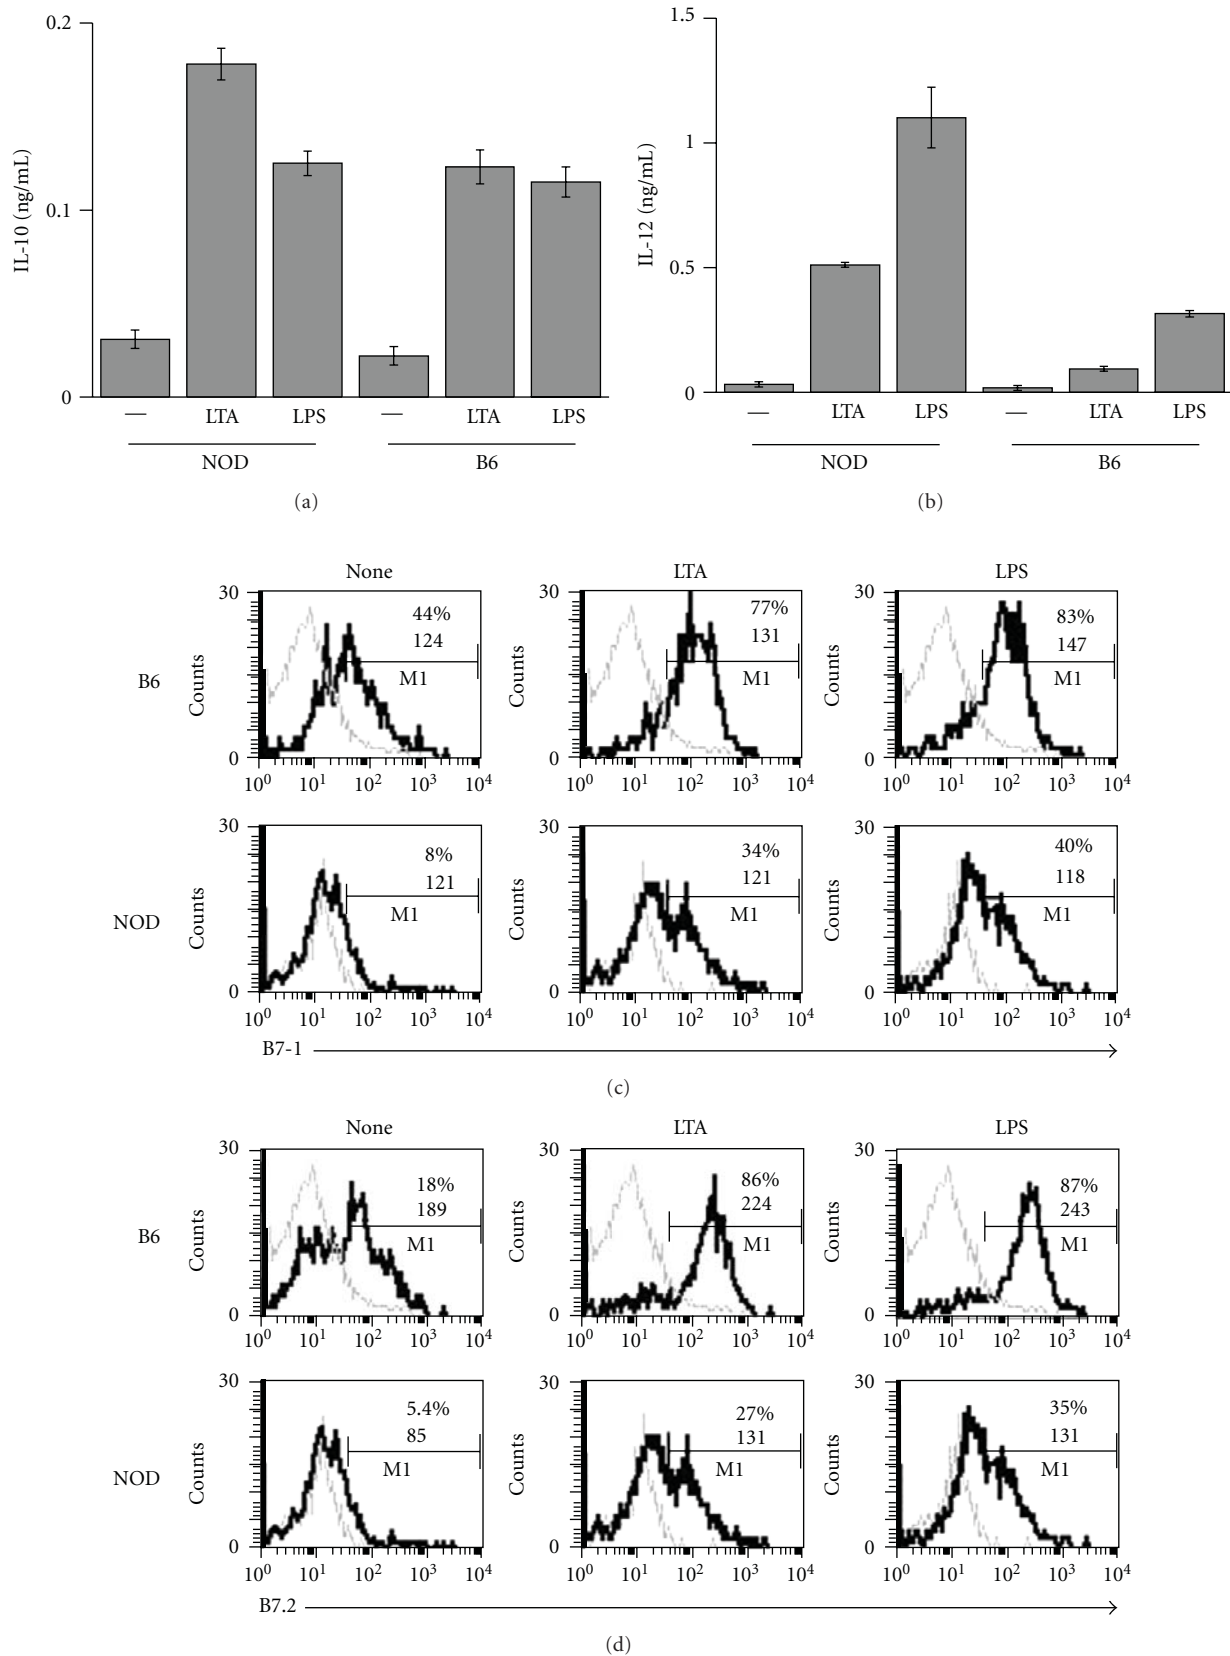 0.2
0.1
0
IL-10 (ng/mL)
— LTA LPS — LTA LPS
NOD B6
(a)
1.5
1
0.5
0
IL-12 (ng/mL)
— LTA LPS — LTA LPS
NOD B6
(b)
None LTA LPS
B6
30 30 30
Counts Counts Counts
44% 77% 83%
124 131 147
M1 M1 M1
0 0 0
10⁰ 10¹ 10² 10³ 10⁴ 10⁰ 10¹ 10² 10³ 10⁴ 10⁰ 10¹ 10² 10³ 10⁴
NOD
30 30 30
Counts Counts Counts
8% 34% 40%
121 121 118
M1 M1 M1
0 0 0
10⁰ 10¹ 10² 10³ 10⁴ 10⁰ 10¹ 10² 10³ 10⁴ 10⁰ 10¹ 10² 10³ 10⁴
B7-1
(c)
None LTA LPS
B6
30 30 30
Counts Counts Counts
18% 86% 87%
189 224 243
M1 M1 M1
0 0 0
10⁰ 10¹ 10² 10³ 10⁴ 10⁰ 10¹ 10² 10³ 10⁴ 10⁰ 10¹ 10² 10³ 10⁴
NOD
30 30 30
Counts Counts Counts
5.4% 27% 35%
85 131 131
M1 M1 M1
0 0 0
10⁰ 10¹ 10² 10³ 10⁴ 10⁰ 10¹ 10² 10³ 10⁴ 10⁰ 10¹ 10² 10³ 10⁴
B7.2
(d)